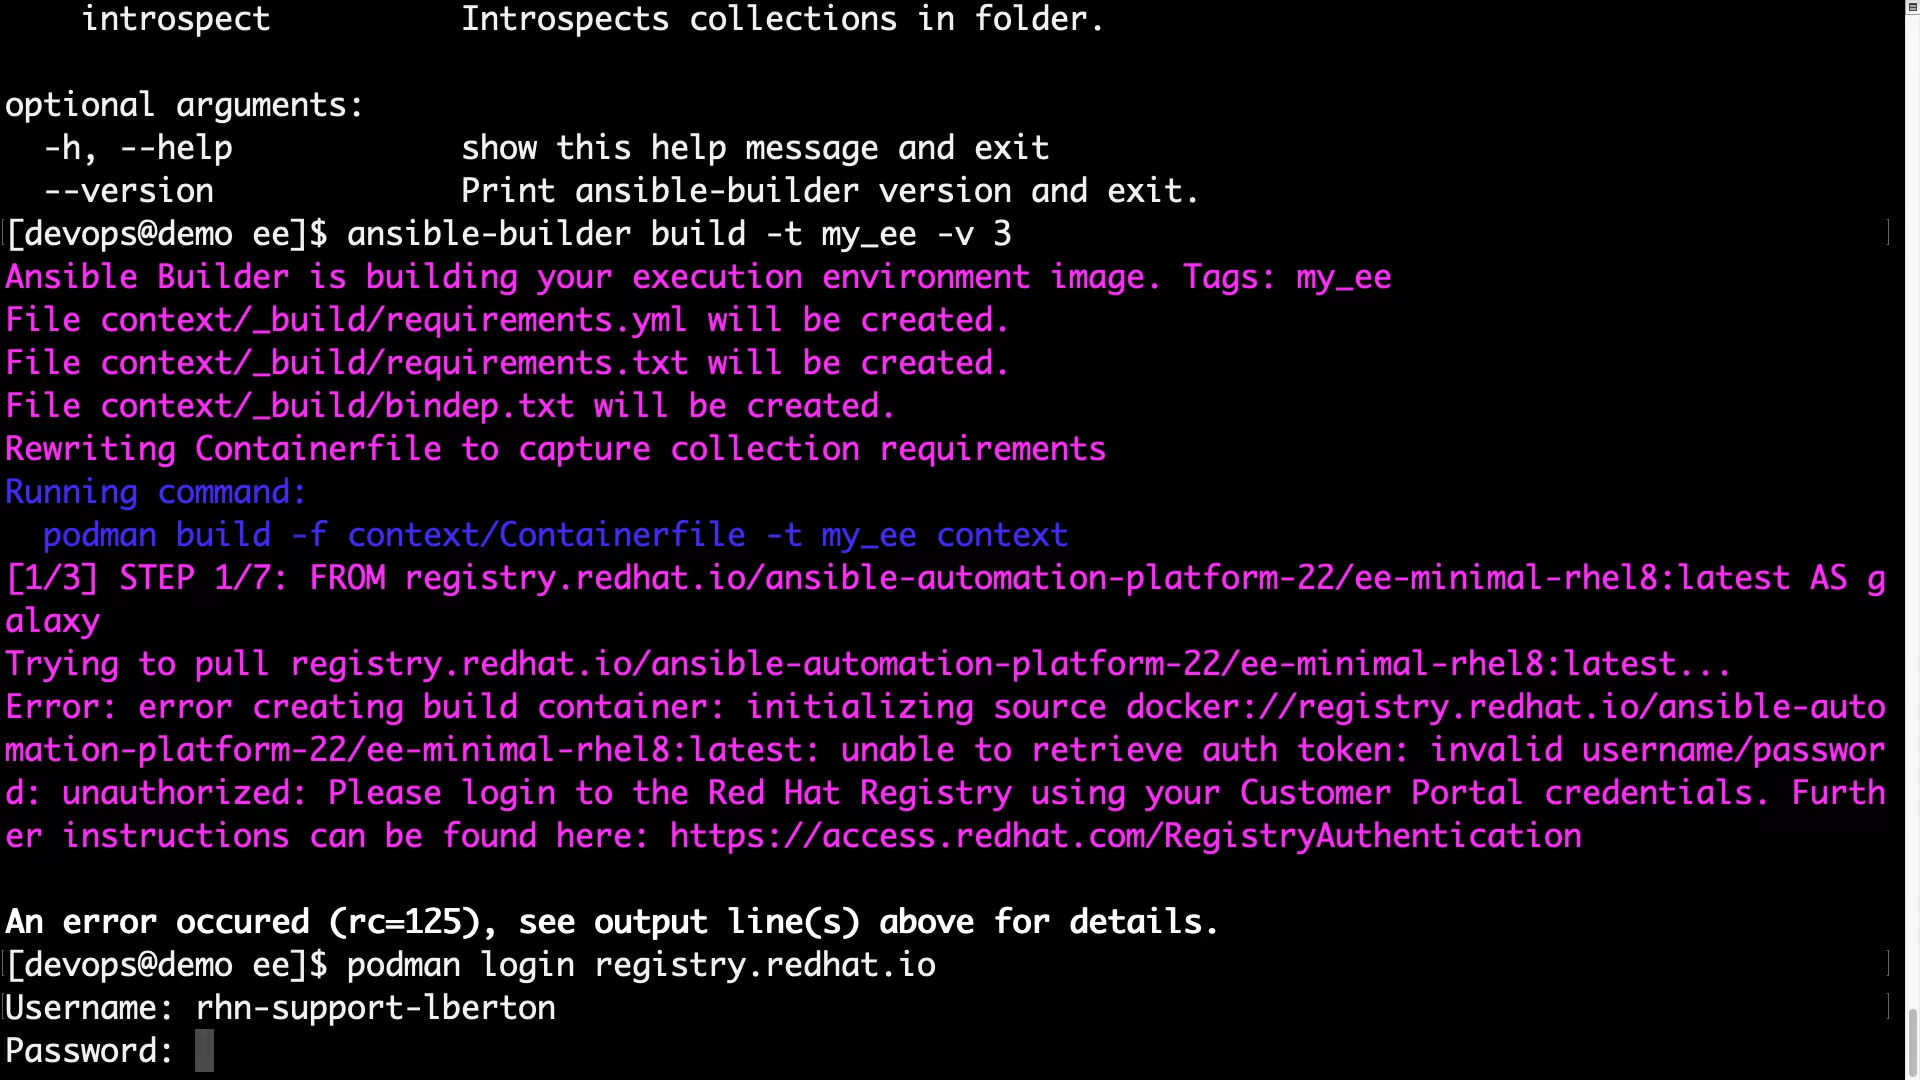 introspect Introspects collections in folder.
optional arguments:
-h, --help show this help message and exit
--version Print ansible-builder version and exit.
[devops@demo ee]$ ansible-builder build -t my_ee -v 3
Ansible Builder is building your execution environment image. Tags: my_ee
File context/_build/requirements.yml will be created.
File context/_build/requirements.txt will be created.
File context/_build/bindep.txt will be created.
Rewriting Containerfile to capture collection requirements
Running command:
podman build -f context/Containerfile -t my_ee context
[1/3] STEP 1/7: FROM registry.redhat.io/ansible-automation-platform-22/ee-minimal-rhel8:latest AS g
alaxy
Trying to pull registry.redhat.io/ansible-automation-platform-22/ee-minimal-rhel8:latest...
Error: error creating build container: initializing source docker://registry.redhat.io/ansible-auto
mation-platform-22/ee-minimal-rhel8:latest: unable to retrieve auth token: invalid username/passwor
d: unauthorized: Please login to the Red Hat Registry using your Customer Portal credentials. Furth
er instructions can be found here: https://access.redhat.com/RegistryAuthentication
An error occured (rc=125), see output line(s) above for details.
[devops@demo ee]$ podman login registry.redhat.io
Username: rhn-support-lberton
Password: